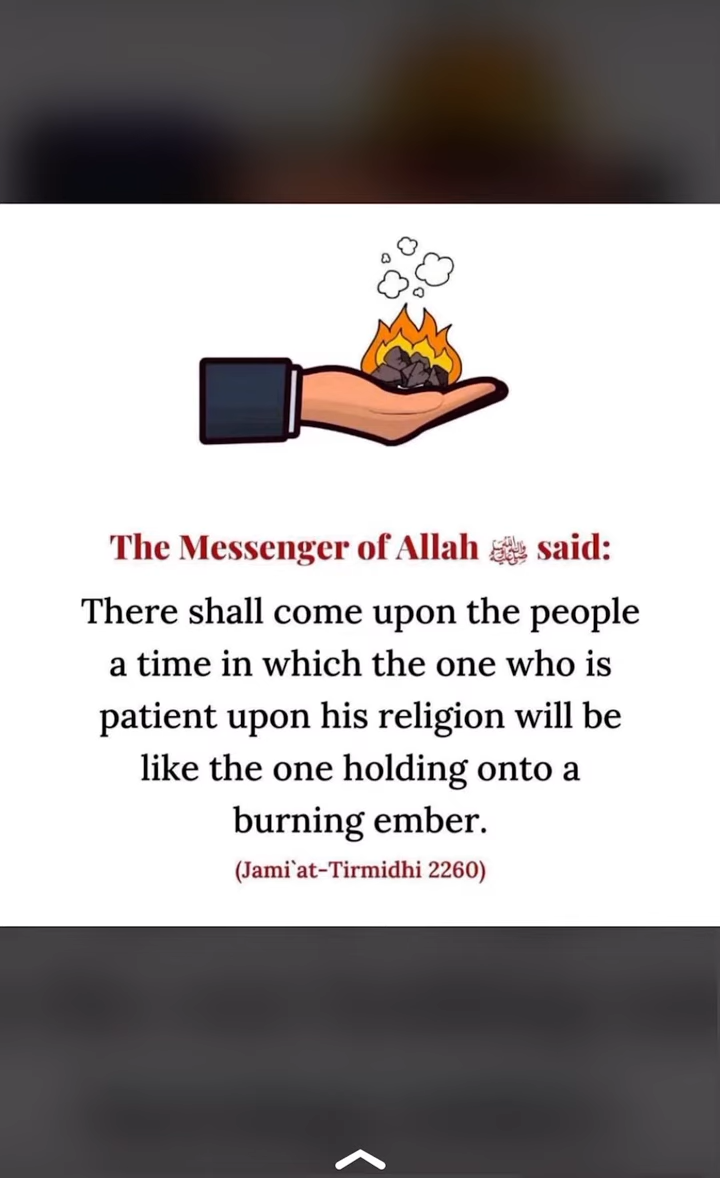 The Messenger of Allah ﷺ said:
There shall come upon the people
a time in which the one who is
patient upon his religion will be
like the one holding onto a
burning ember.
(Jami`at-Tirmidhi 2260)